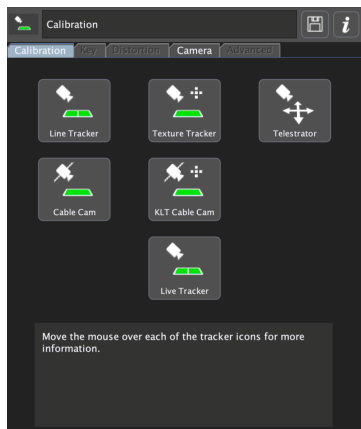 Calibration
Calibration Key Distortion Camera Advanced
Line Tracker Texture Tracker Telestrator
Cable Cam KLT Cable Cam
Live Tracker
Move the mouse over each of the tracker icons for more
information.